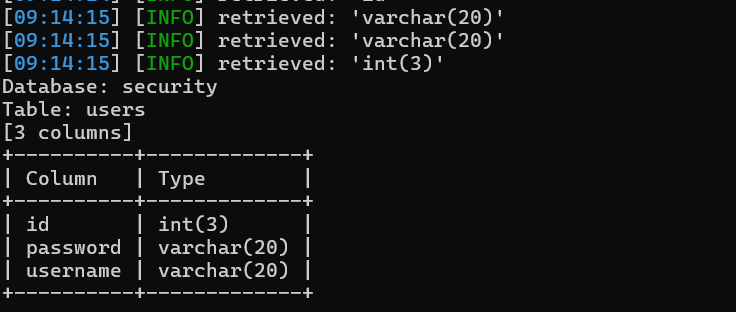 [09:14:15] [INFO] retrieved: 'varchar(20)'
[09:14:15] [INFO] retrieved: 'varchar(20)'
[09:14:15] [INFO] retrieved: 'int(3)'
Database: security
Table: users
[3 columns]
+----------+-------------+
| Column   | Type        |
+----------+-------------+
| id       | int(3)      |
| password | varchar(20) |
| username | varchar(20) |
+----------+-------------+